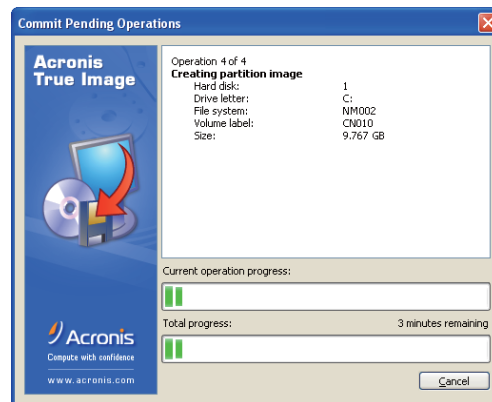 Commit Pending Operations
Acronis
True Image
Operation 4 of 4
Creating partition image
Hard disk: 1
Drive letter: C:
File system: NM002
Volume label: CN010
Size: 9.767 GB
Current operation progress:
Total progress: 3 minutes remaining
Acronis
Compute with confidence
www.acronis.com
Cancel